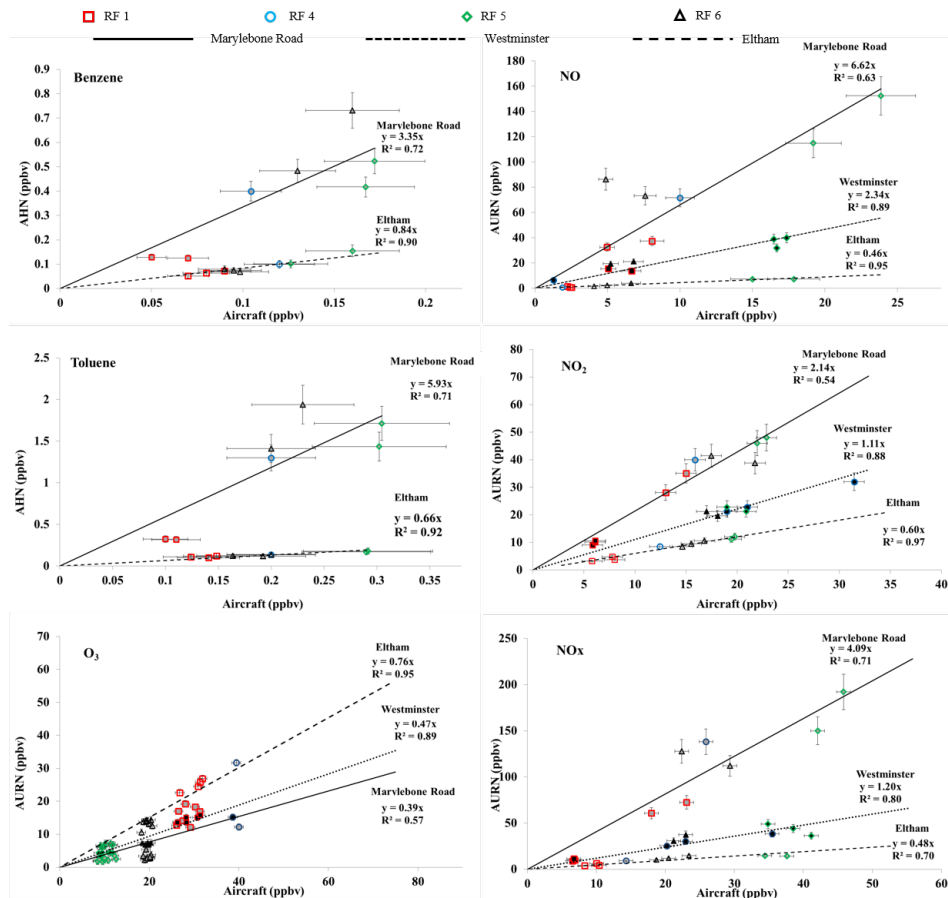 RF 1 RF 4 RF 5 RF 6
Marylebone Road Westminster Eltham
Benzene
AHN (ppbv)
0.9
0.8
0.7
0.6
0.5
0.4
0.3
0.2
0.1
0
0 0.05 0.1 0.15 0.2
Aircraft (ppbv)
Marylebone Road
y = 3.35x
R² = 0.72
Eltham
y = 0.84x
R² = 0.90
NO
AURN (ppbv)
180
160
140
120
100
80
60
40
20
0
0 5 10 15 20 25
Aircraft (ppbv)
Marylebone Road
y = 6.62x
R² = 0.63
Westminster
y = 2.34x
R² = 0.89
Eltham
y = 0.46x
R² = 0.95
Toluene
AHN (ppbv)
2.5
2
1.5
1
0.5
0
0 0.05 0.1 0.15 0.2 0.25 0.3 0.35
Aircraft (ppbv)
Marylebone Road
y = 5.93x
R² = 0.71
Eltham
y = 0.66x
R² = 0.92
NO₂
AURN (ppbv)
80
70
60
50
40
30
20
10
0
0 5 10 15 20 25 30 35 40
Aircraft (ppbv)
Marylebone Road
y = 2.14x
R² = 0.54
Westminster
y = 1.11x
R² = 0.88
Eltham
y = 0.60x
R² = 0.97
O₃
AURN (ppbv)
70
60
50
40
30
20
10
0
0 20 40 60 80
Aircraft (ppbv)
Eltham
y = 0.76x
R² = 0.95
Westminster
y = 0.47x
R² = 0.89
Marylebone Road
y = 0.39x
R² = 0.57
NOx
AURN (ppbv)
250
200
150
100
50
0
0 10 20 30 40 50 60
Aircraft (ppbv)
Marylebone Road
y = 4.09x
R² = 0.71
Westminster
y = 1.20x
R² = 0.80
Eltham
y = 0.48x
R² = 0.70